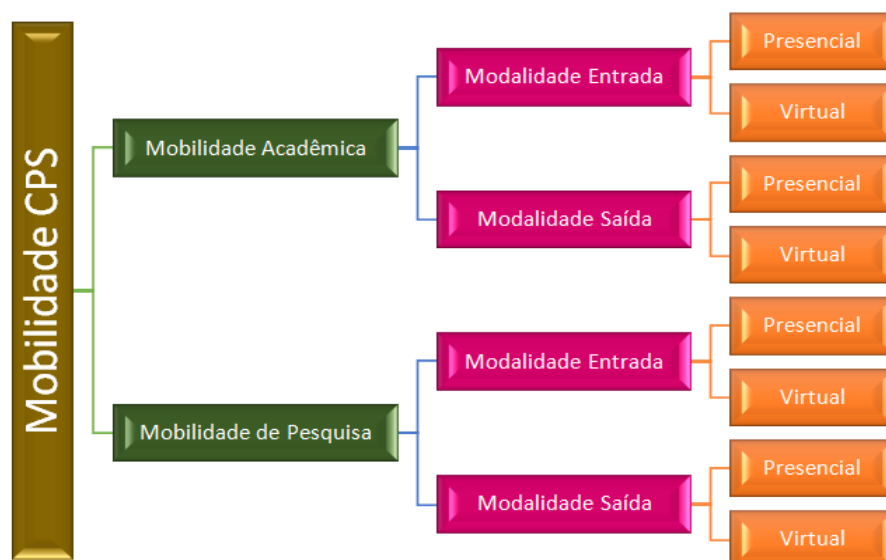 Mobilidade CPS
Mobilidade Acadêmica
Modalidade Entrada
Presencial
Virtual
Modalidade Saída
Presencial
Virtual
Mobilidade de Pesquisa
Modalidade Entrada
Presencial
Virtual
Modalidade Saída
Presencial
Virtual